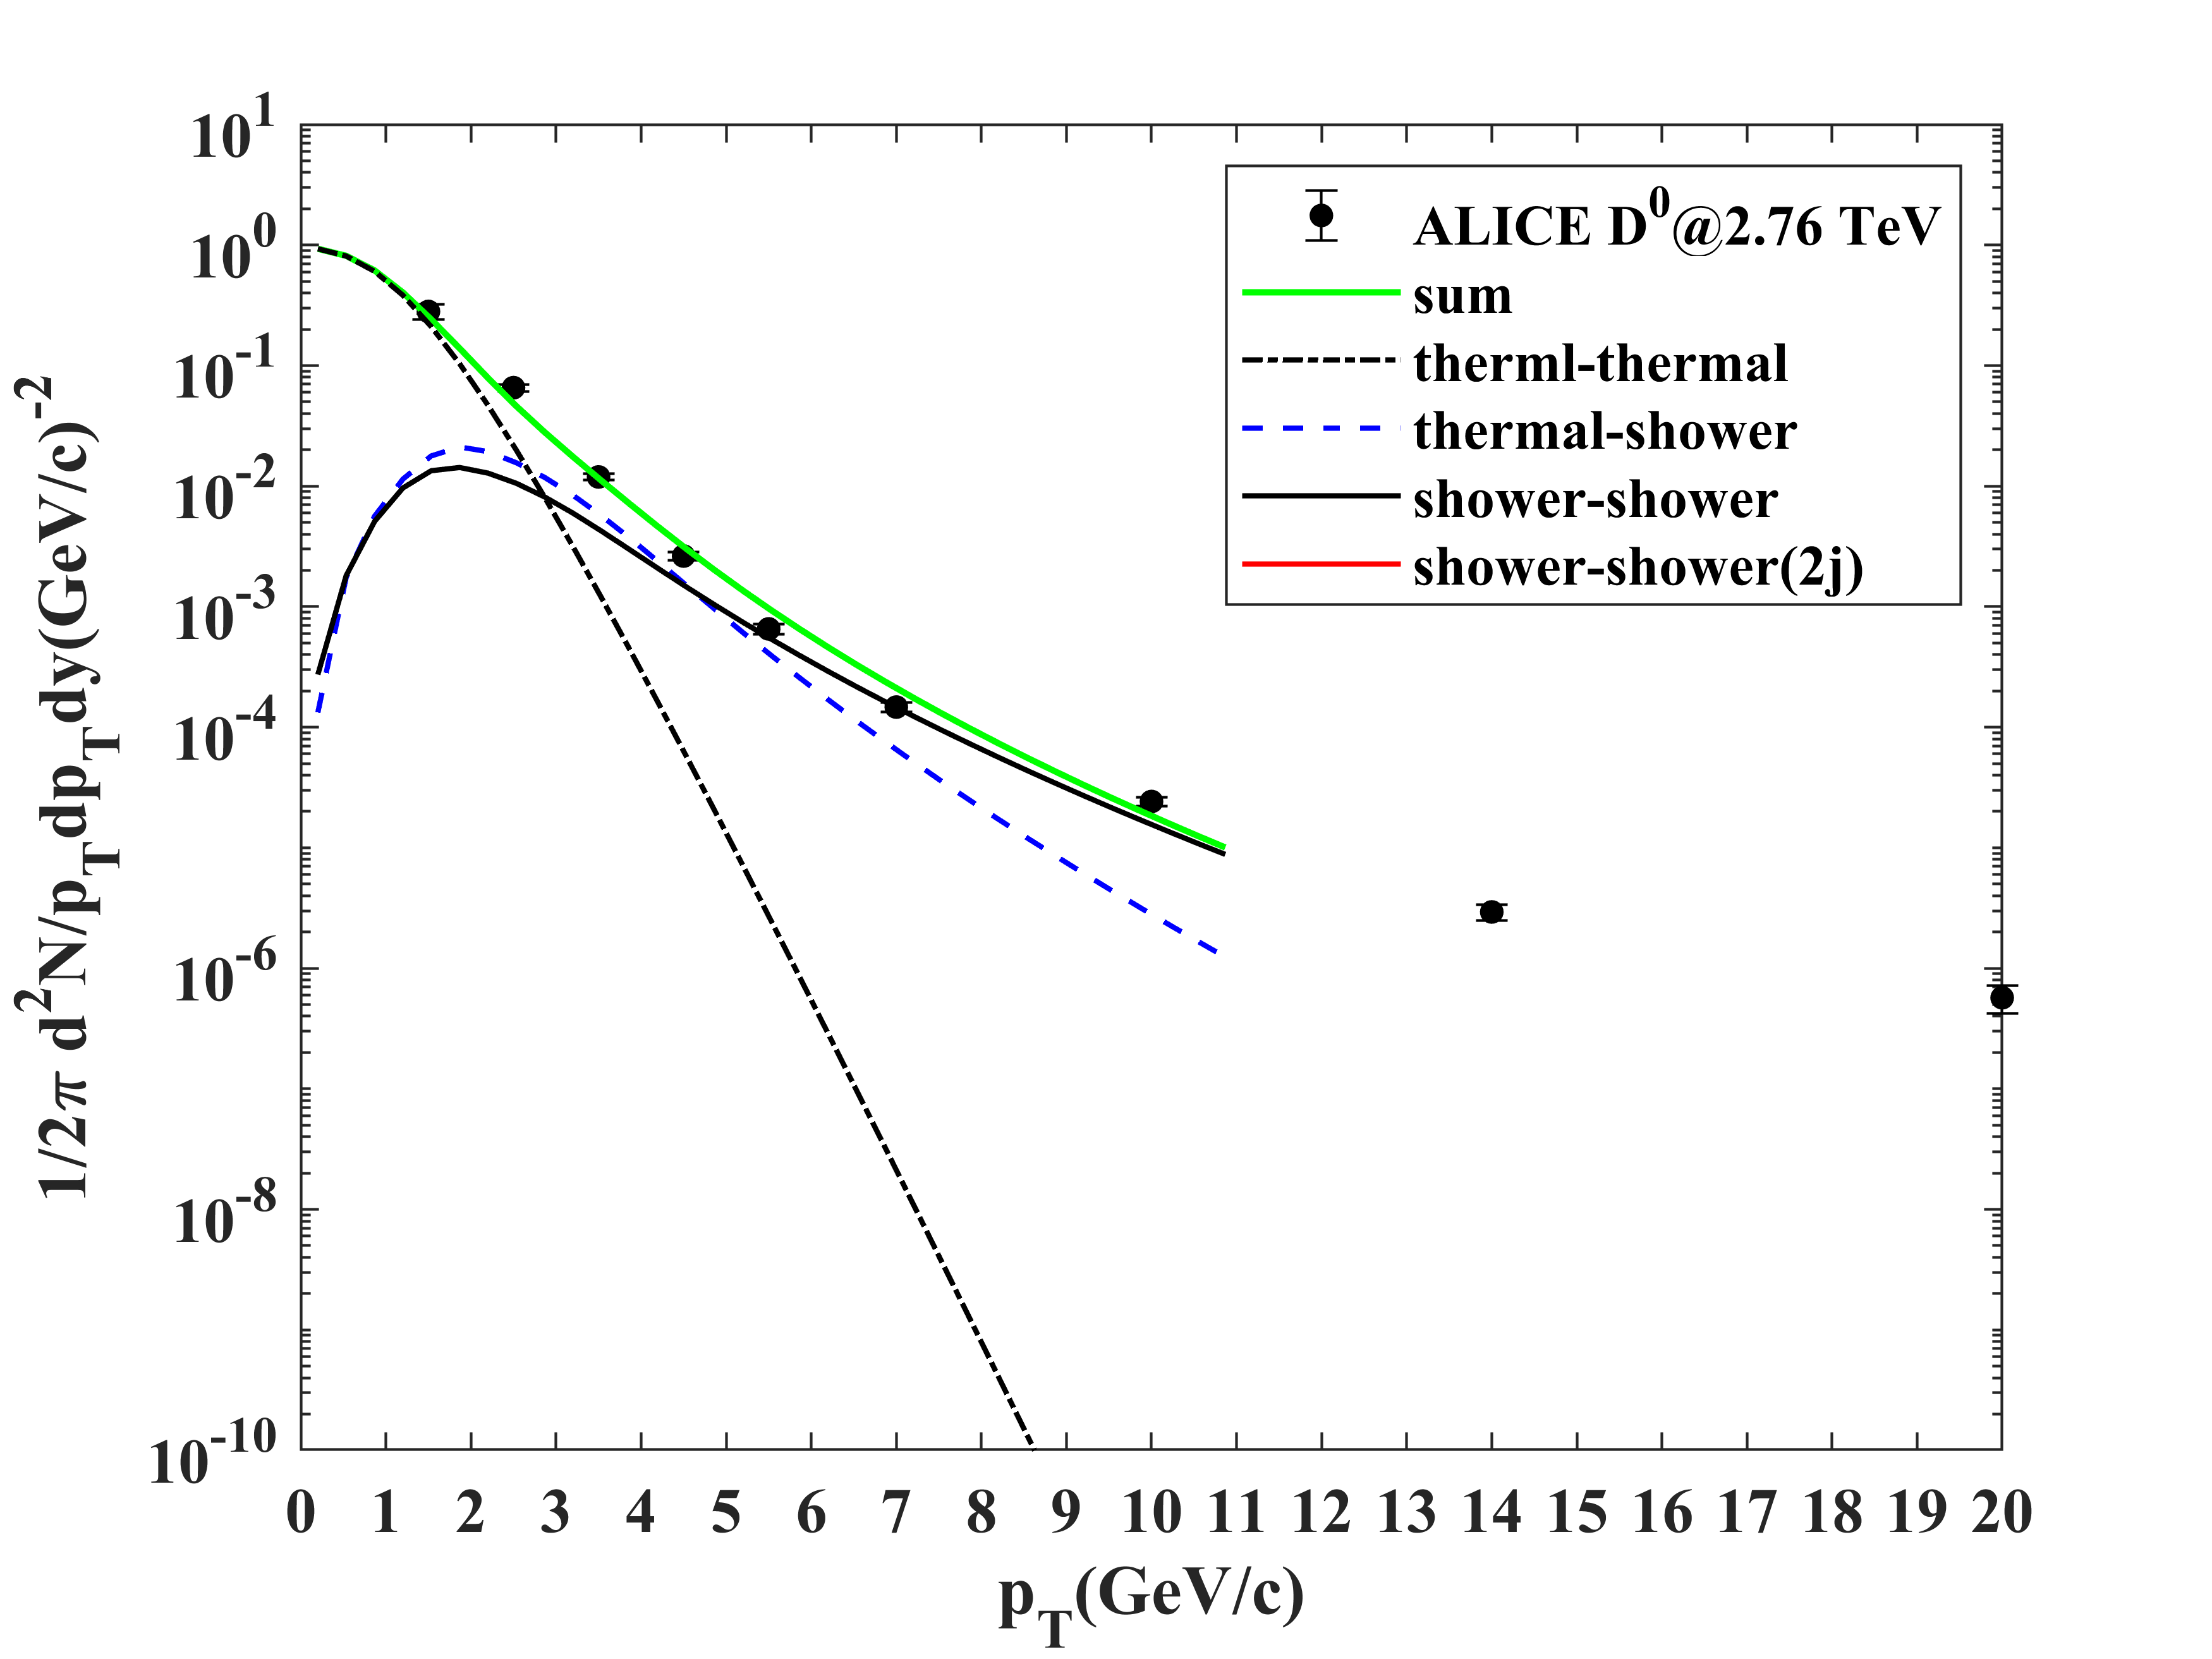 10^1
10^0
10^-1
10^-2
10^-3
10^-4
10^-6
10^-8
10^-10
1/2π d^2N/p_Tdp_Tdy(GeV/c)^-2
ALICE D^0@2.76 TeV
sum
therml-thermal
thermal-shower
shower-shower
shower-shower(2j)
0 1 2 3 4 5 6 7 8 9 10 11 12 13 14 15 16 17 18 19 20
p_T(GeV/c)